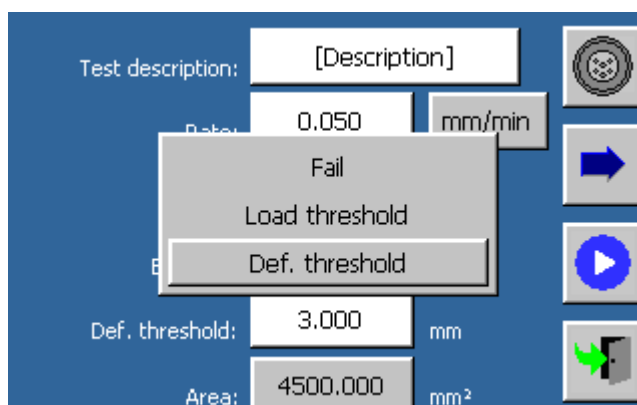 Test description: [Description]
Rate: 0.050 mm/min
Fail
Load threshold
Def. threshold
Def. threshold: 3.000 mm
Area: 4500.000 mm²